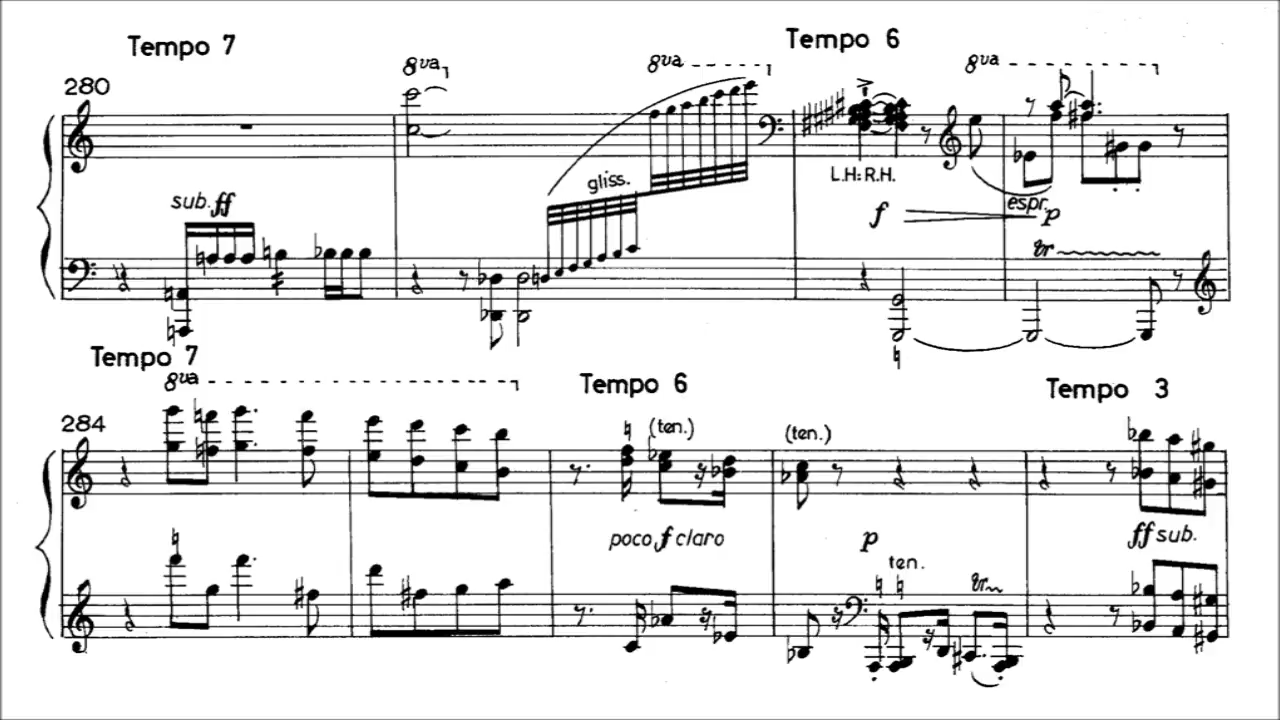 Tempo 7
Tempo 6
280
8va
8va
8va
sub. ff
gliss.
L.H.: R.H.
f
espr. p
tr
Tempo 7
8va
Tempo 6
Tempo 3
284
(ten.)
(ten.)
poco f claro
p
ff sub.
ten.
tr